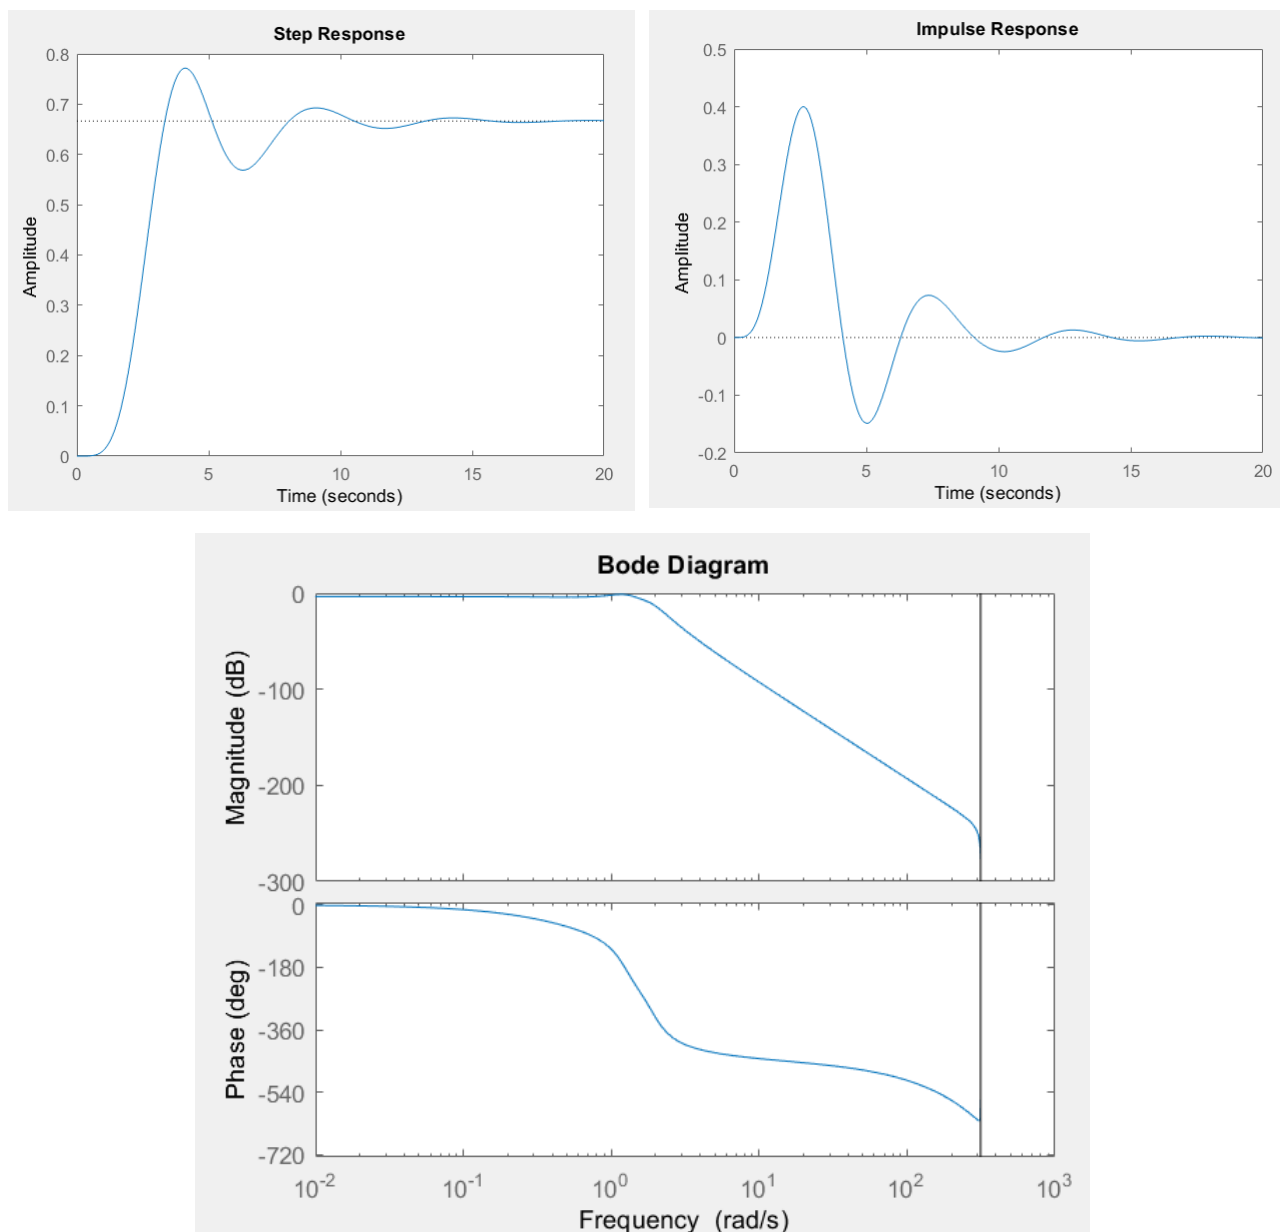 Step Response
0.8
0.7
0.6
0.5
0.4
0.3
0.2
0.1
0
Amplitude
0 5 10 15 20
Time (seconds)
Impulse Response
0.5
0.4
0.3
0.2
0.1
0
-0.1
-0.2
Amplitude
0 5 10 15 20
Time (seconds)
Bode Diagram
0
-100
-200
-300
Magnitude (dB)
0
-180
-360
-540
-720
Phase (deg)
10-2 10-1 100 101 102 103
Frequency (rad/s)